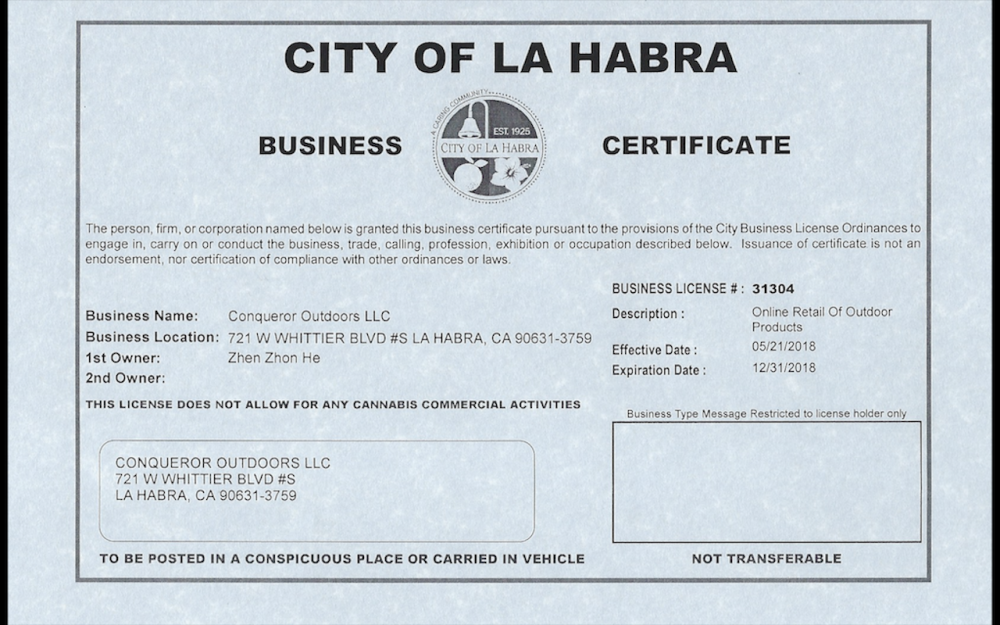 CITY OF LA HABRA
A CARING COMMUNITY
EST. 1925
BUSINESS
CITY OF LA HABRA
CERTIFICATE
The person, firm, or corporation named below is granted this business certificate pursuant to the provisions of the City Business License Ordinances to
engage in, carry on or conduct the business, trade, calling, profession, exhibition or occupation described below. Issuance of certificate is not an
endorsement, nor certification of compliance with other ordinances or laws.
BUSINESS LICENSE # : 31304
Business Name: Conqueror Outdoors LLC
Description : Online Retail Of Outdoor
Products
Business Location: 721 W WHITTIER BLVD #S LA HABRA, CA 90631-3759
Effective Date : 05/21/2018
1st Owner: Zhen Zhon He
Expiration Date : 12/31/2018
2nd Owner:
THIS LICENSE DOES NOT ALLOW FOR ANY CANNABIS COMMERCIAL ACTIVITIES
Business Type Message Restricted to license holder only
CONQUEROR OUTDOORS LLC
721 W WHITTIER BLVD #S
LA HABRA, CA 90631-3759
TO BE POSTED IN A CONSPICUOUS PLACE OR CARRIED IN VEHICLE
NOT TRANSFERABLE